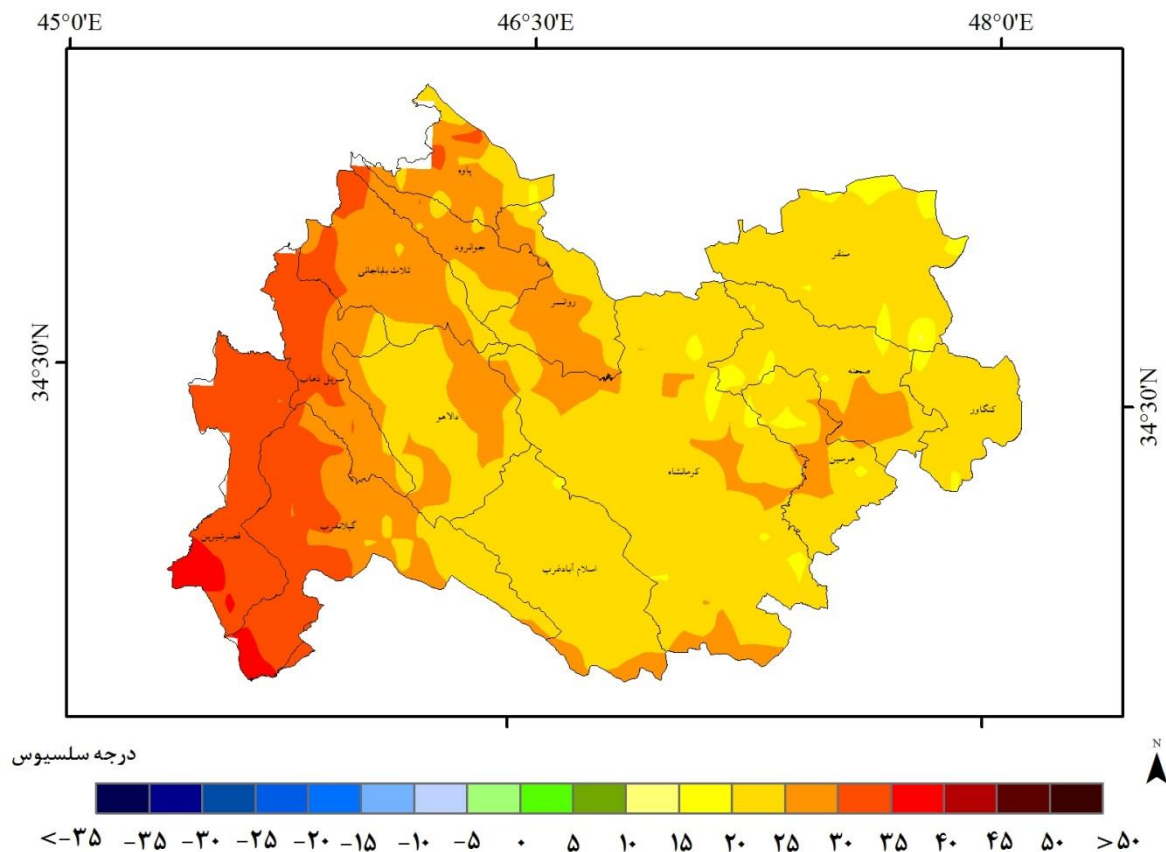 45°0'E 46°30'E 48°0'E
34°30'N
34°30'N
پاوه
سنقر
جوانرود
ثلاث باباجانی
روانسر
صحنه
سرپل ذهاب
کنگاور
دالاهو
هرسین
کرمانشاه
گیلانغرب
قصرشیرین
اسلام آبادغرب
درجه سلسیوس
N
<-۳۵ -۳۵ -۳۰ -۲۵ -۲۰ -۱۵ -۱۰ -۵ ۰ ۵ ۱۰ ۱۵ ۲۰ ۲۵ ۳۰ ۳۵ ۴۰ ۴۵ ۵۰ >۵۰